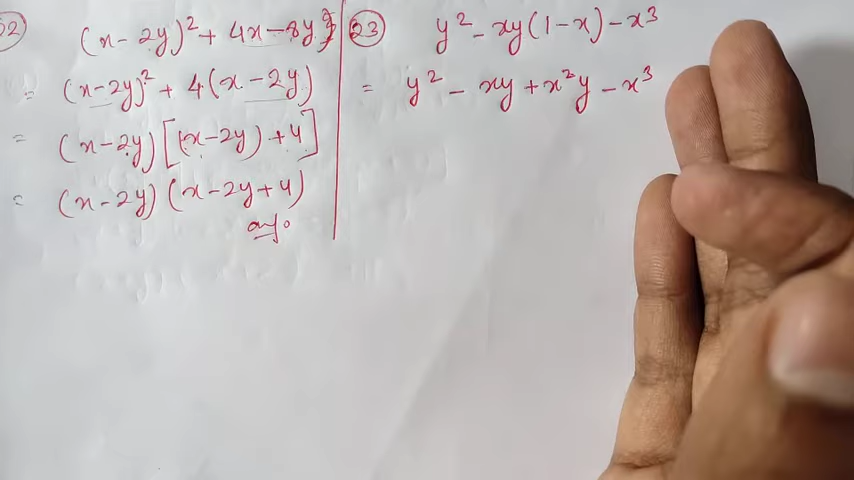 22 (x-2y)² + 4x-8y
= (x-2y)² + 4(x-2y)
= (x-2y)[(x-2y)+4]
= (x-2y)(x-2y+4)
ans.
23 y² - xy(1-x) - x³
= y² - xy + x²y - x³